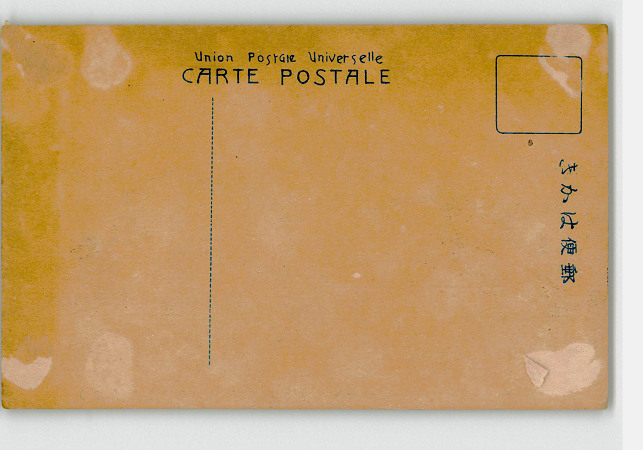 Union Postale Universelle
CARTE POSTALE
郵便はかき